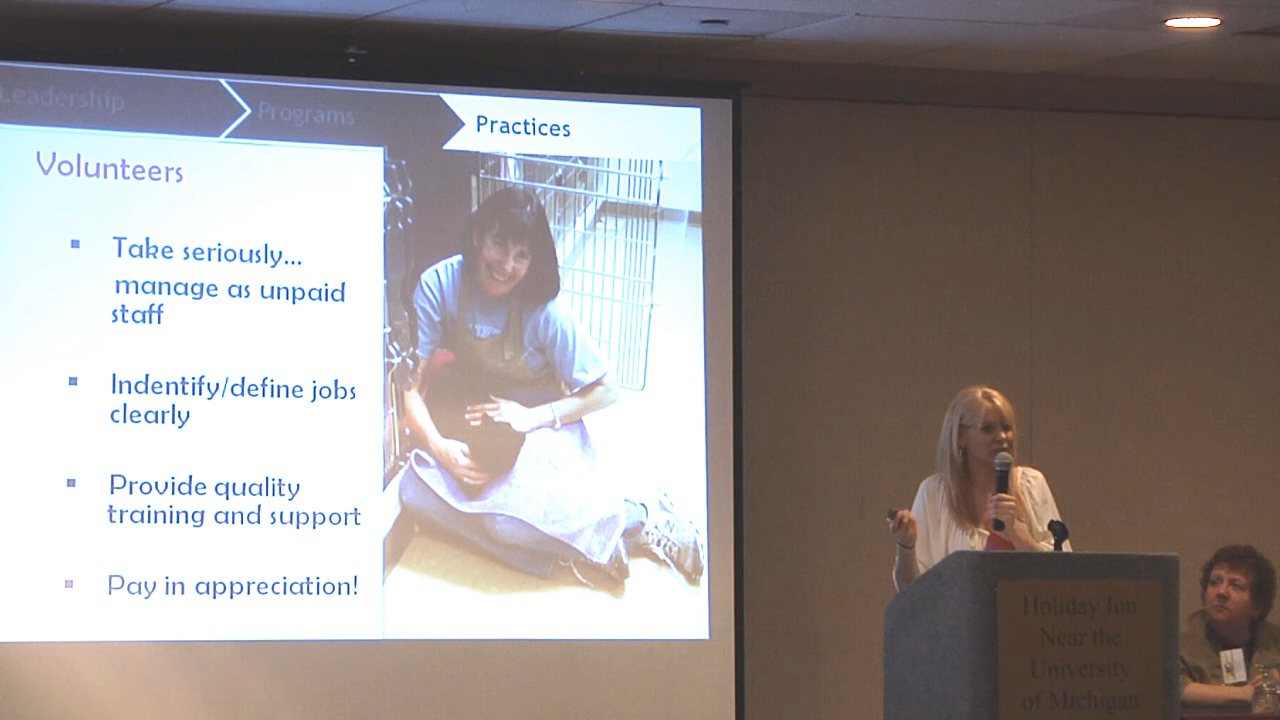 Leadership
Programs
Practices
Volunteers
Take seriously...
manage as unpaid
staff
Indentify/define jobs
clearly
Provide quality
training and support
Pay in appreciation!
Holiday Inn
Near the
University
of Michigan